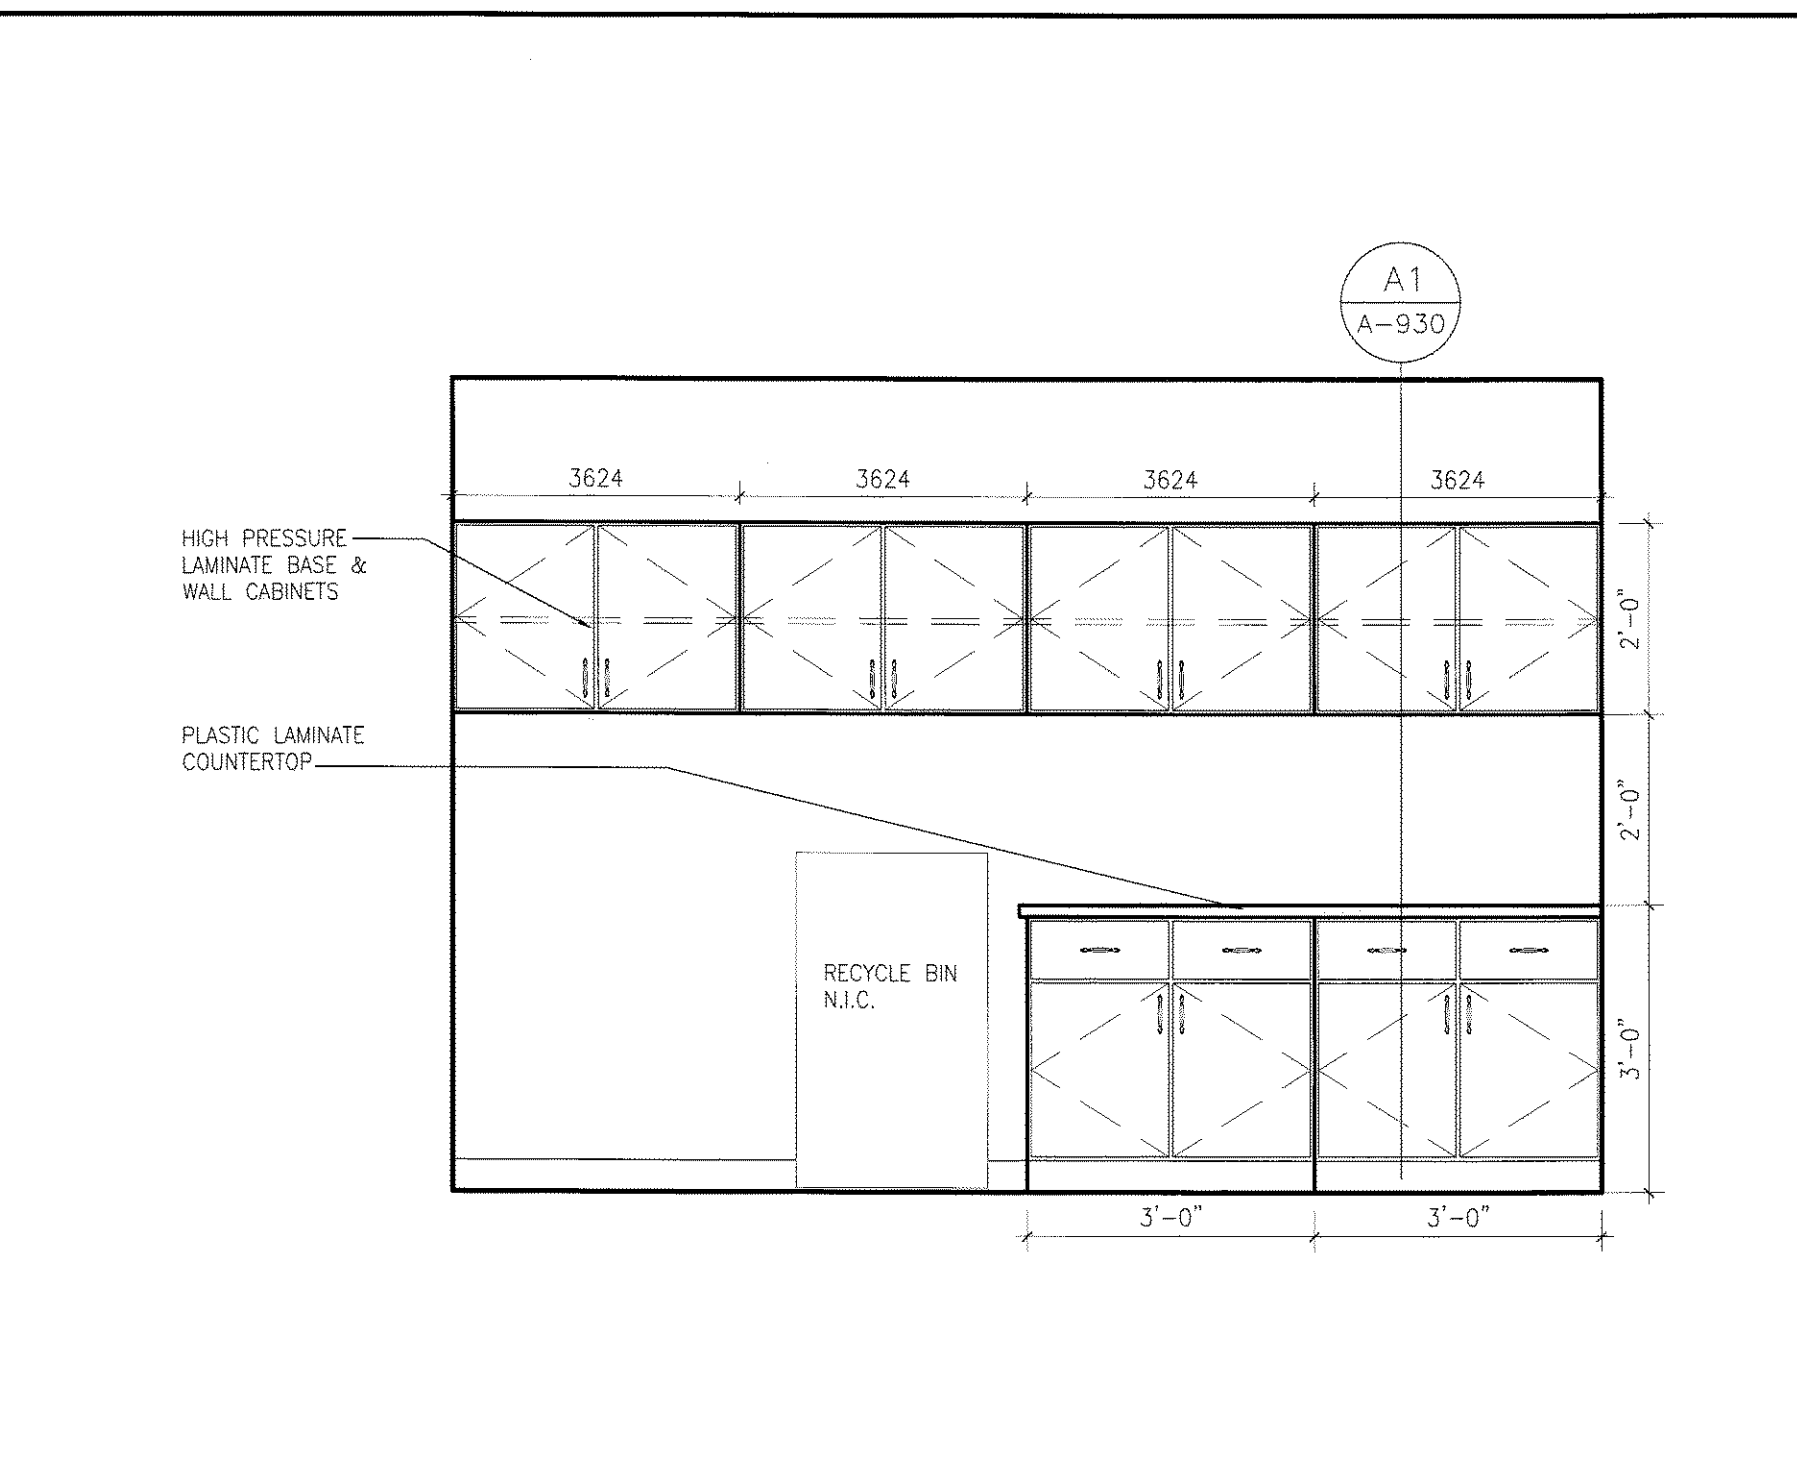 A1
A-930
3624 3624 3624 3624
HIGH PRESSURE
LAMINATE BASE &
WALL CABINETS
2'-0"
PLASTIC LAMINATE
COUNTERTOP
2'-0"
RECYCLE BIN
N.I.C.
3'-0"
3'-0" 3'-0"